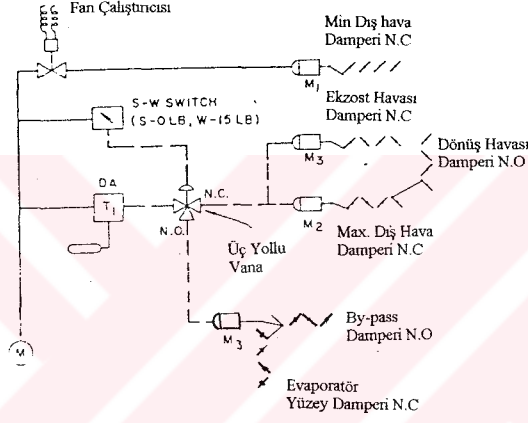 Fan Çalıştırıcısı
Min Dış hava
Damperi N.C
M1
S-W SWITCH
(S-0LB, W-15 LB)
Ekzost Havası
Damperi N.C
M3
Dönüş Havası
Damperi N.O
DA
T1
N.C.
N.O.
M2
Üç Yollu
Vana
Max. Dış Hava
Damperi N.C
M
M3
By-pass
Damperi N.O
Evaporatör
Yüzey Damperi N.C